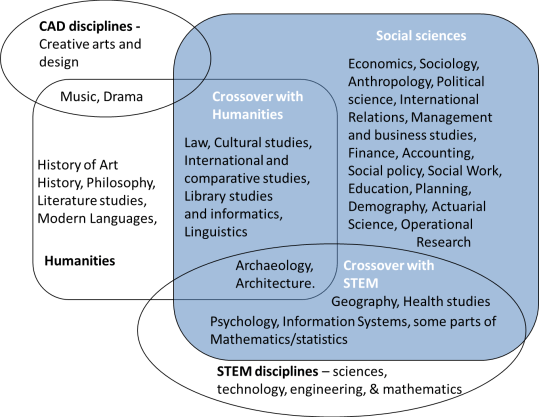 CAD disciplines -
Creative arts and
design
Music, Drama
History of Art
History, Philosophy,
Literature studies,
Modern Languages,
Humanities
Crossover with
Humanities
Law, Cultural studies,
International and
comparative studies,
Library studies
and informatics,
Linguistics
Social sciences
Economics, Sociology,
Anthropology, Political
science, International
Relations, Management
and business studies,
Finance, Accounting,
Social policy, Social Work,
Education, Planning,
Demography, Actuarial
Science, Operational
Research
Archaeology,
Architecture.
Crossover with
STEM
Geography, Health studies
Psychology, Information Systems, some parts of
Mathematics/statistics
STEM disciplines – sciences,
technology, engineering, & mathematics